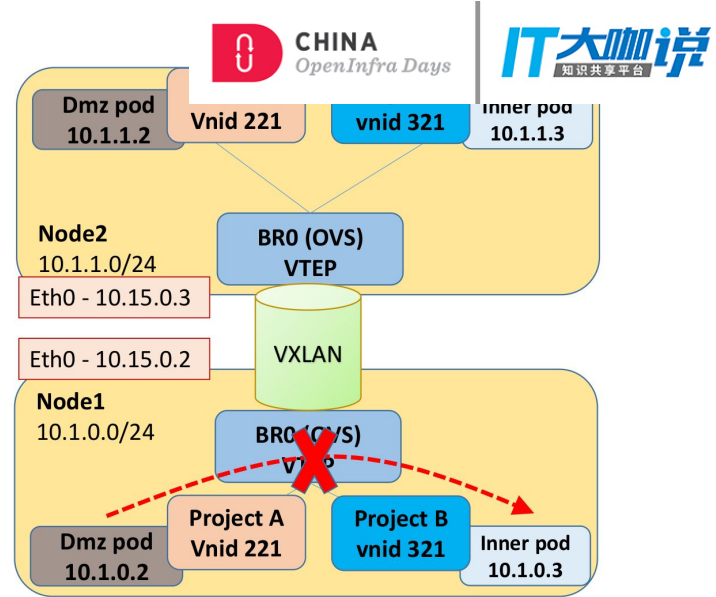 CHINA
OpenInfra Days
IT大咖说
知识共享平台
Dmz pod
10.1.1.2
Vnid 221
vnid 321
Inner pod
10.1.1.3
BR0 (OVS)
VTEP
Node2
10.1.1.0/24
Eth0 - 10.15.0.3
VXLAN
Eth0 - 10.15.0.2
Node1
10.1.0.0/24
BR0 (OVS)
VTEP
Project A
Vnid 221
Project B
vnid 321
Dmz pod
10.1.0.2
Inner pod
10.1.0.3